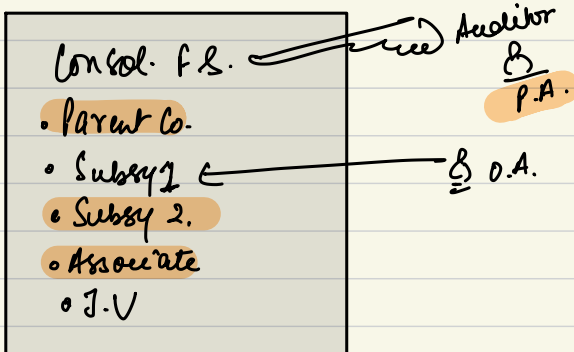 Consol. F.S.
Auditor
P.A.
• Parent Co.
• Subsy 1
O.A.
• Subsy 2.
• Associate
• J.V